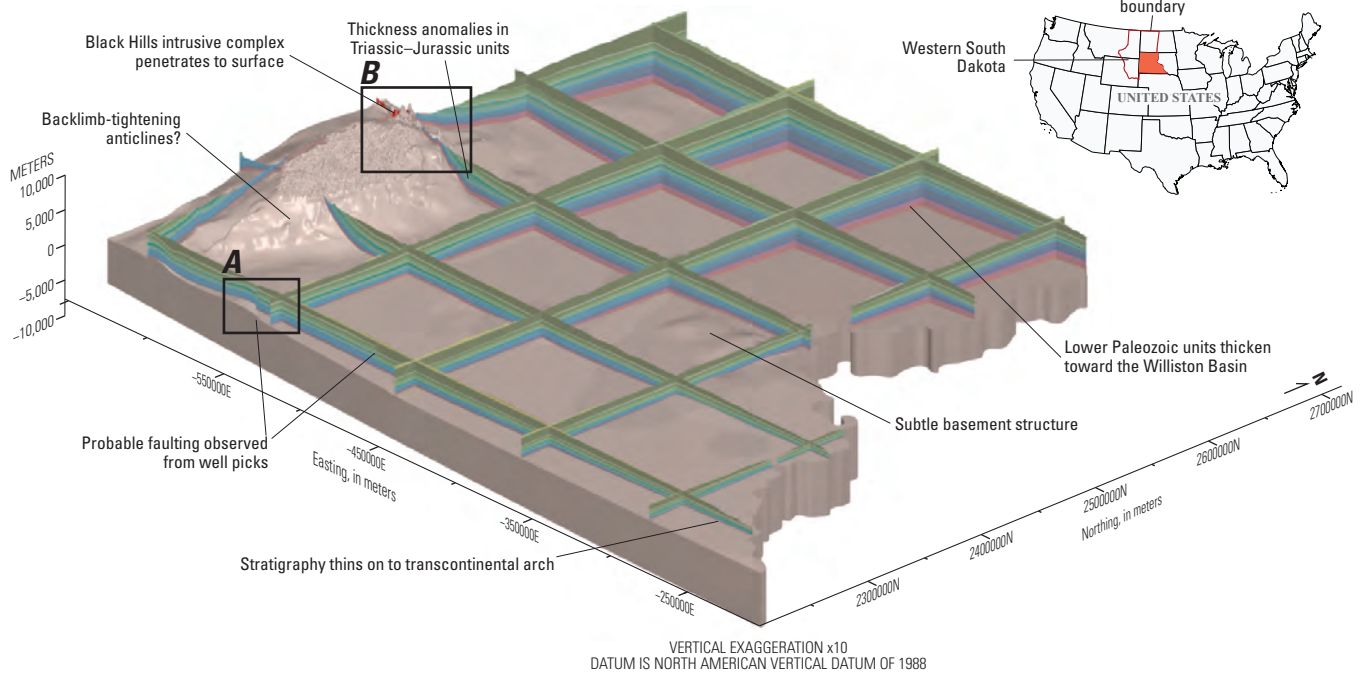 boundary
Western South
Dakota
UNITED STATES
Black Hills intrusive complex
penetrates to surface
Thickness anomalies in
Triassic–Jurassic units
B
Backlimb-tightening
anticlines?
METERS
10,000
5,000
0
−5,000
−10,000
A
Probable faulting observed
from well picks
Lower Paleozoic units thicken
toward the Williston Basin
Subtle basement structure
Stratigraphy thins on to transcontinental arch
-550000E
-450000E
-350000E
-250000E
Easting, in meters
2300000N
2400000N
2500000N
2600000N
2700000N
Northing, in meters
N
VERTICAL EXAGGERATION x10
DATUM IS NORTH AMERICAN VERTICAL DATUM OF 1988